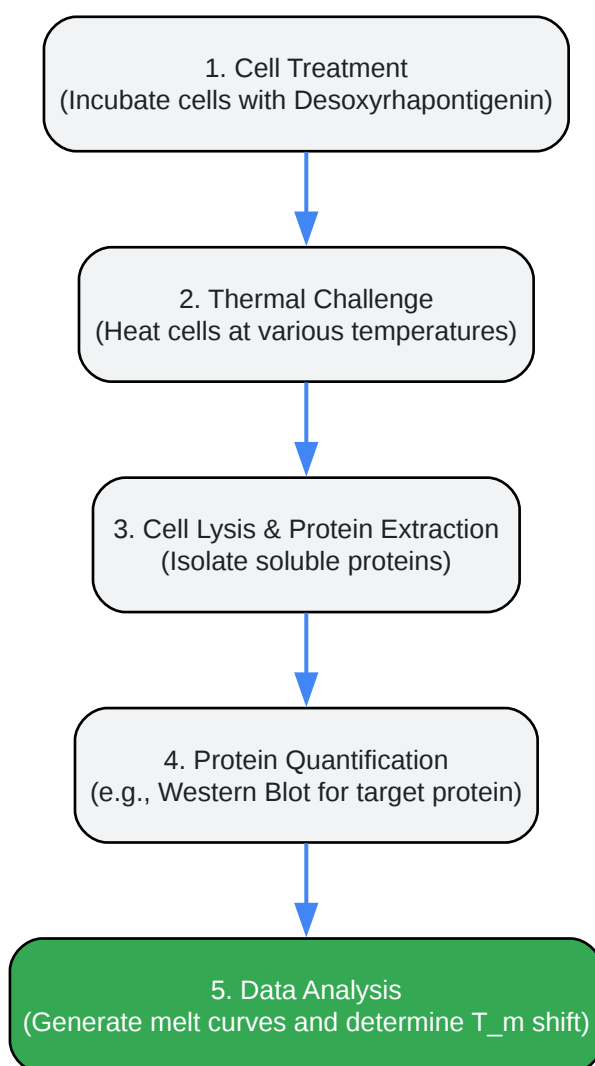 1. Cell Treatment
(Incubate cells with Desoxyrhapontigenin)
2. Thermal Challenge
(Heat cells at various temperatures)
3. Cell Lysis & Protein Extraction
(Isolate soluble proteins)
4. Protein Quantification
(e.g., Western Blot for target protein)
5. Data Analysis
(Generate melt curves and determine T_m shift)